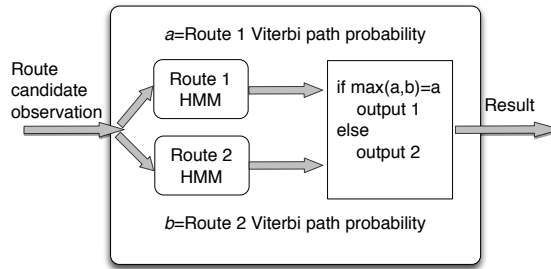 a=Route 1 Viterbi path probability
Route
candidate
observation
Route 1
HMM
Route 2
HMM
if max(a,b)=a
output 1
else
output 2
Result
b=Route 2 Viterbi path probability